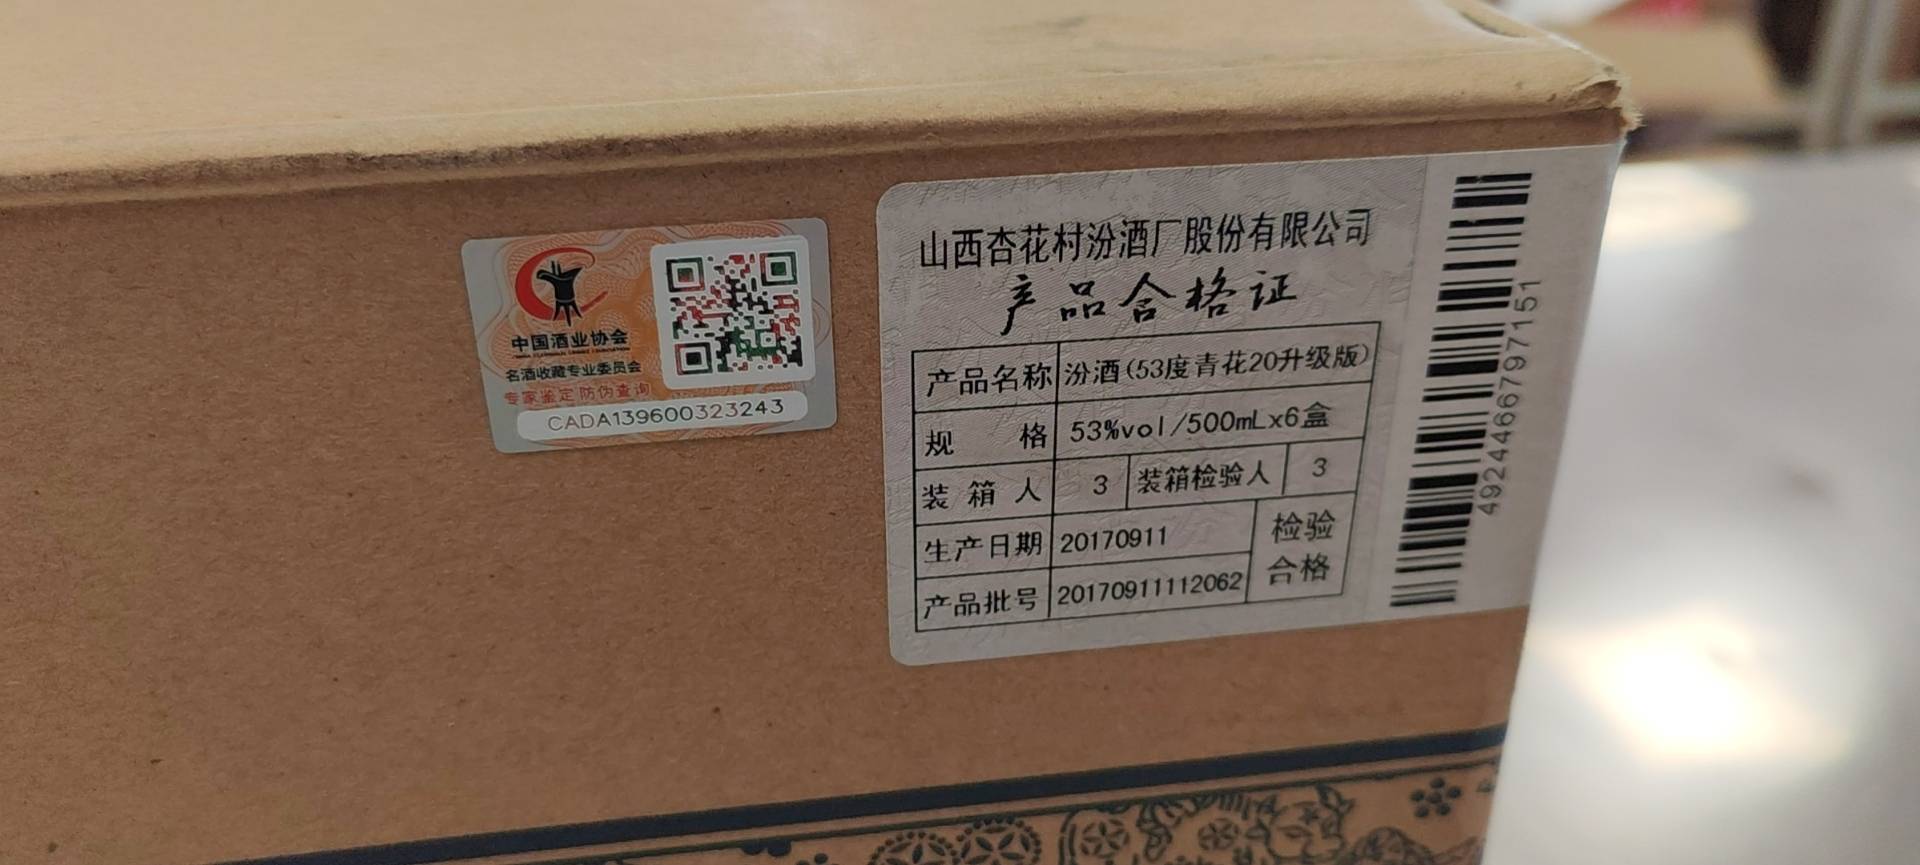 中国酒业协会
名酒收藏专业委员会
专家鉴定 防伪查询
CADA139600323243
山西杏花村汾酒厂股份有限公司
产品合格证
产品名称 汾酒(53度青花20升级版)
规 格 53%vol/500mLx6盒
装箱人 3 装箱检验人 3
生产日期 20170911 检验
产品批号 20170911112062 合格
4924466797151